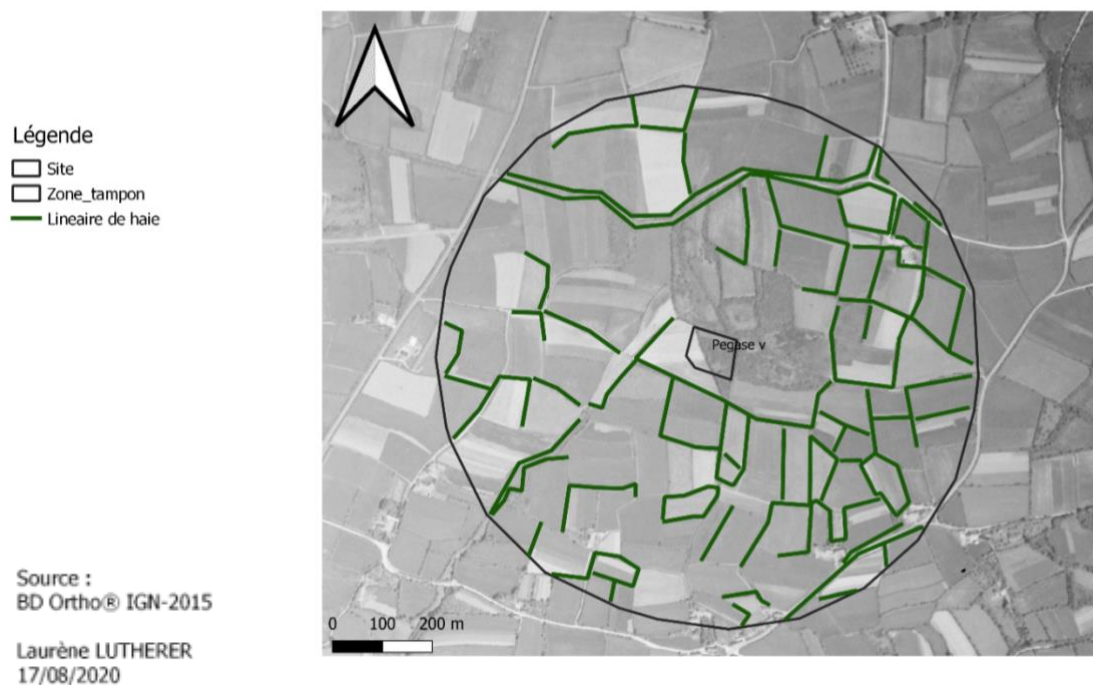 Légende
Site
Zone_tampon
Lineaire de haie
Pegase v
0 100 200 m
Source :
BD Ortho® IGN-2015
Laurène LUTHERER
17/08/2020